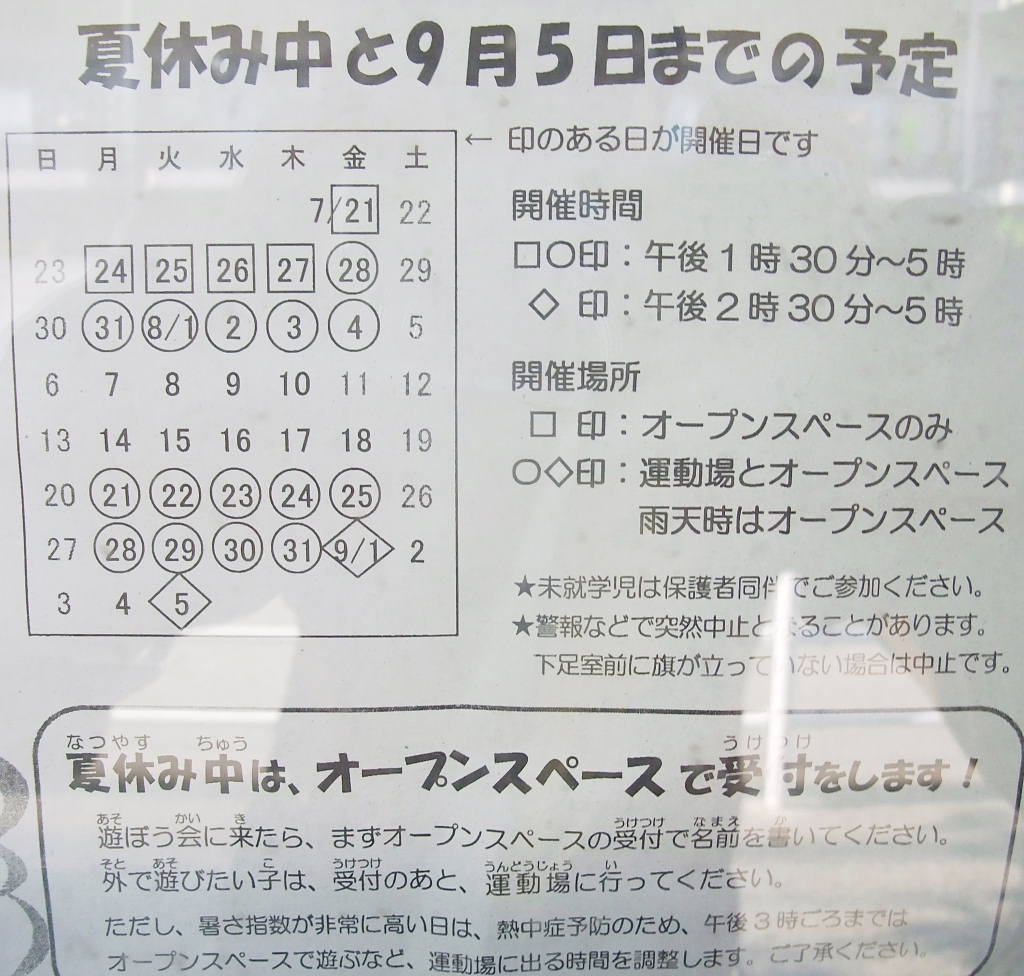 夏休み中と9月5日までの予定
日 月 火 水 木 金 土
7/21 22
23 24 25 26 27 28 29
30 31 8/1 2 3 4 5
6 7 8 9 10 11 12
13 14 15 16 17 18 19
20 21 22 23 24 25 26
27 28 29 30 31 9/1 2
3 4 5
← 印のある日が開催日です
開催時間
□○印：午後1時30分～5時
◇ 印：午後2時30分～5時
開催場所
□ 印：オープンスペースのみ
○◇印：運動場とオープンスペース
雨天時はオープンスペース
★未就学児は保護者同伴でご参加ください。
★警報などで突然中止となることがあります。
下足室前に旗が立っていない場合は中止です。
なつやす ちゅう うけつけ
夏休み中は、オープンスペースで受付をします！
あそ かい き うけつけ なまえ か
遊ぼう会に来たら、まずオープンスペースの受付で名前を書いてください。
そと あそ こ うけつけ うんどうじょう い
外で遊びたい子は、受付のあと、運動場に行ってください。
ただし、暑さ指数が非常に高い日は、熱中症予防のため、午後3時ごろまでは
オープンスペースで遊ぶなど、運動場に出る時間を調整します。ご了承ください。